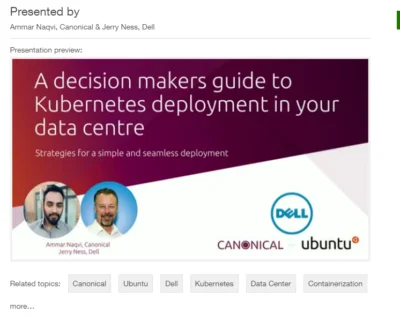 Presented by
Ammar Naqvi, Canonical & Jerry Ness, Dell
Presentation preview:
A decision makers guide to
Kubernetes deployment in your
data centre
Strategies for a simple and seamless deployment
Ammar Naqvi, Canonical
Jerry Ness, Dell
DELL
CANONICAL ubuntu
Related topics: Canonical Ubuntu Dell Kubernetes Data Center Containerization
more...